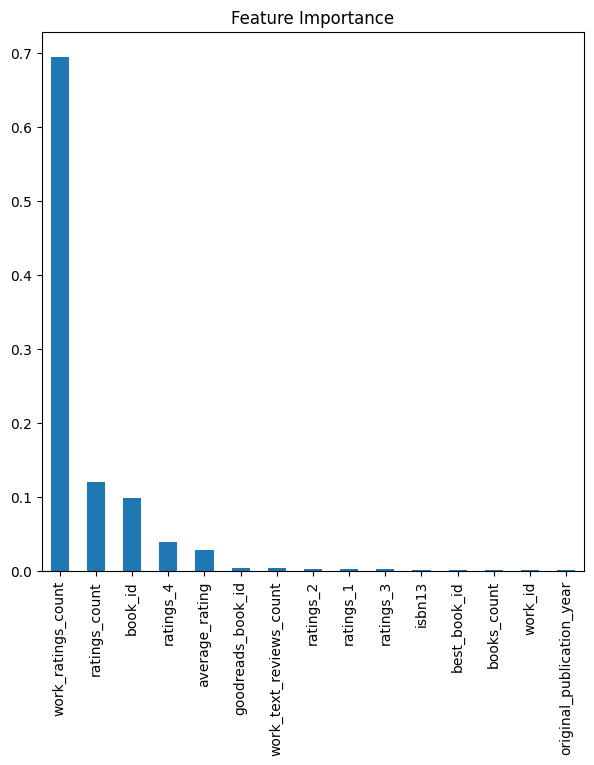 Feature Importance
0.7
0.6
0.5
0.4
0.3
0.2
0.1
0.0
work_ratings_count
ratings_count
book_id
ratings_4
average_rating
goodreads_book_id
work_text_reviews_count
ratings_2
ratings_1
ratings_3
isbn13
best_book_id
books_count
work_id
original_publication_year